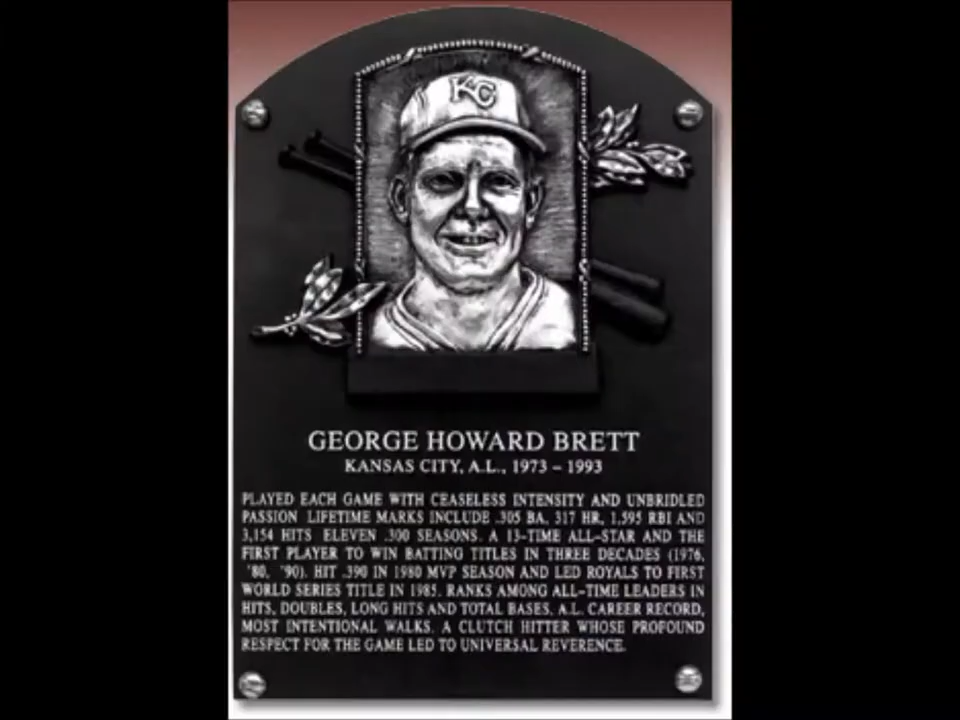 KC
GEORGE HOWARD BRETT
KANSAS CITY, A.L., 1973 – 1993
PLAYED EACH GAME WITH CEASELESS INTENSITY AND UNBRIDLED
PASSION LIFETIME MARKS INCLUDE .305 BA, 317 HR, 1,595 RBI AND
3,154 HITS ELEVEN .300 SEASONS. A 13-TIME ALL-STAR AND THE
FIRST PLAYER TO WIN BATTING TITLES IN THREE DECADES (1976,
'80, '90). HIT .390 IN 1980 MVP SEASON AND LED ROYALS TO FIRST
WORLD SERIES TITLE IN 1985. RANKS AMONG ALL-TIME LEADERS IN
HITS, DOUBLES, LONG HITS AND TOTAL BASES. A.L. CAREER RECORD,
MOST INTENTIONAL WALKS. A CLUTCH HITTER WHOSE PROFOUND
RESPECT FOR THE GAME LED TO UNIVERSAL REVERENCE.